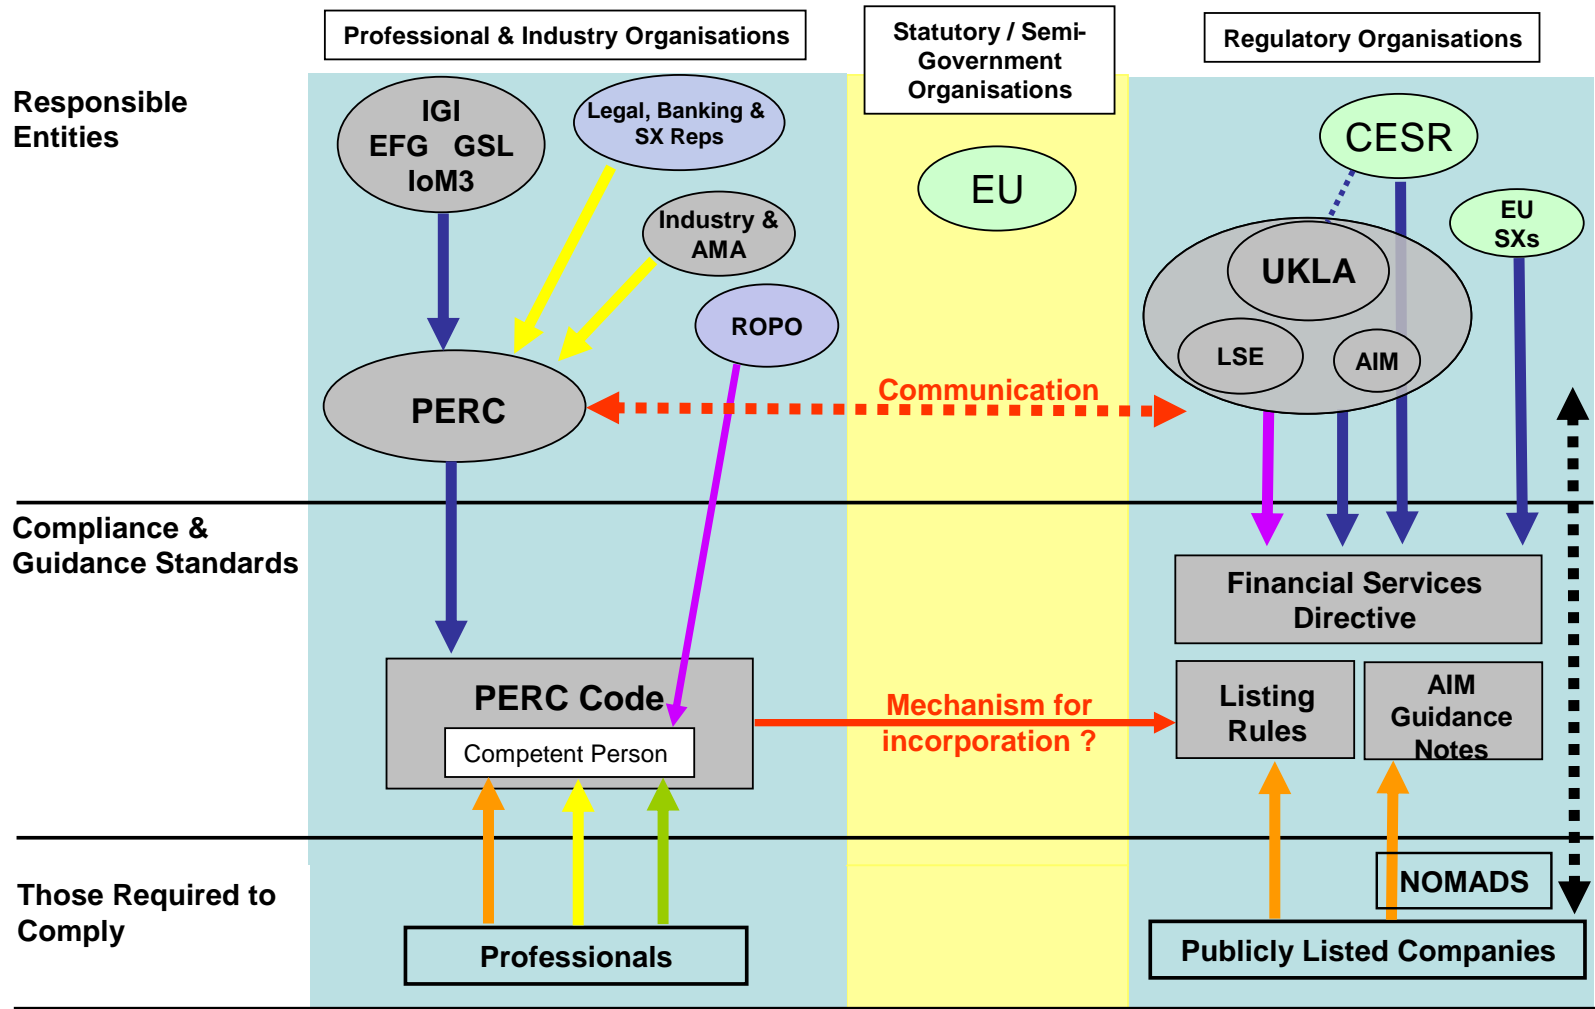 Professional & Industry Organisations
Statutory / Semi-
Government
Organisations
Regulatory Organisations
Responsible
Entities
IGI
EFG GSL
IoM3
Legal, Banking &
SX Reps
Industry &
AMA
ROPO
PERC
EU
CESR
EU
SXs
UKLA
LSE
AIM
Communication
Compliance &
Guidance Standards
Financial Services
Directive
PERC Code
Competent Person
Mechanism for
incorporation ?
Listing
Rules
AIM
Guidance
Notes
Those Required to
Comply
NOMADS
Professionals
Publicly Listed Companies